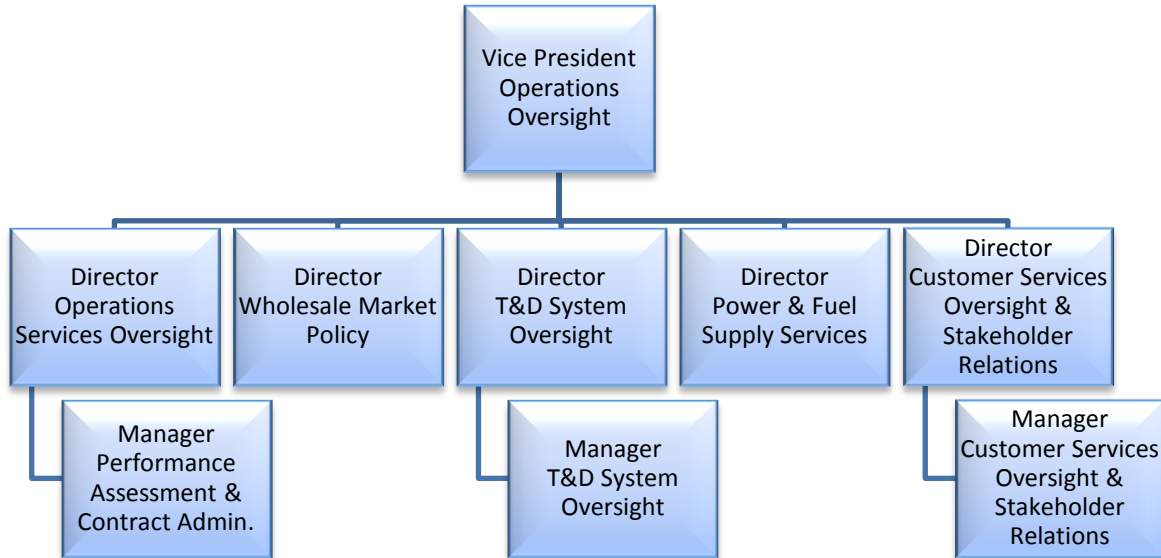 Vice President
Operations
Oversight
Director
Operations
Services Oversight
Director
Wholesale Market
Policy
Director
T&D System
Oversight
Director
Power & Fuel
Supply Services
Director
Customer Services
Oversight &
Stakeholder
Relations
Manager
Performance
Assessment &
Contract Admin.
Manager
T&D System
Oversight
Manager
Customer Services
Oversight &
Stakeholder
Relations